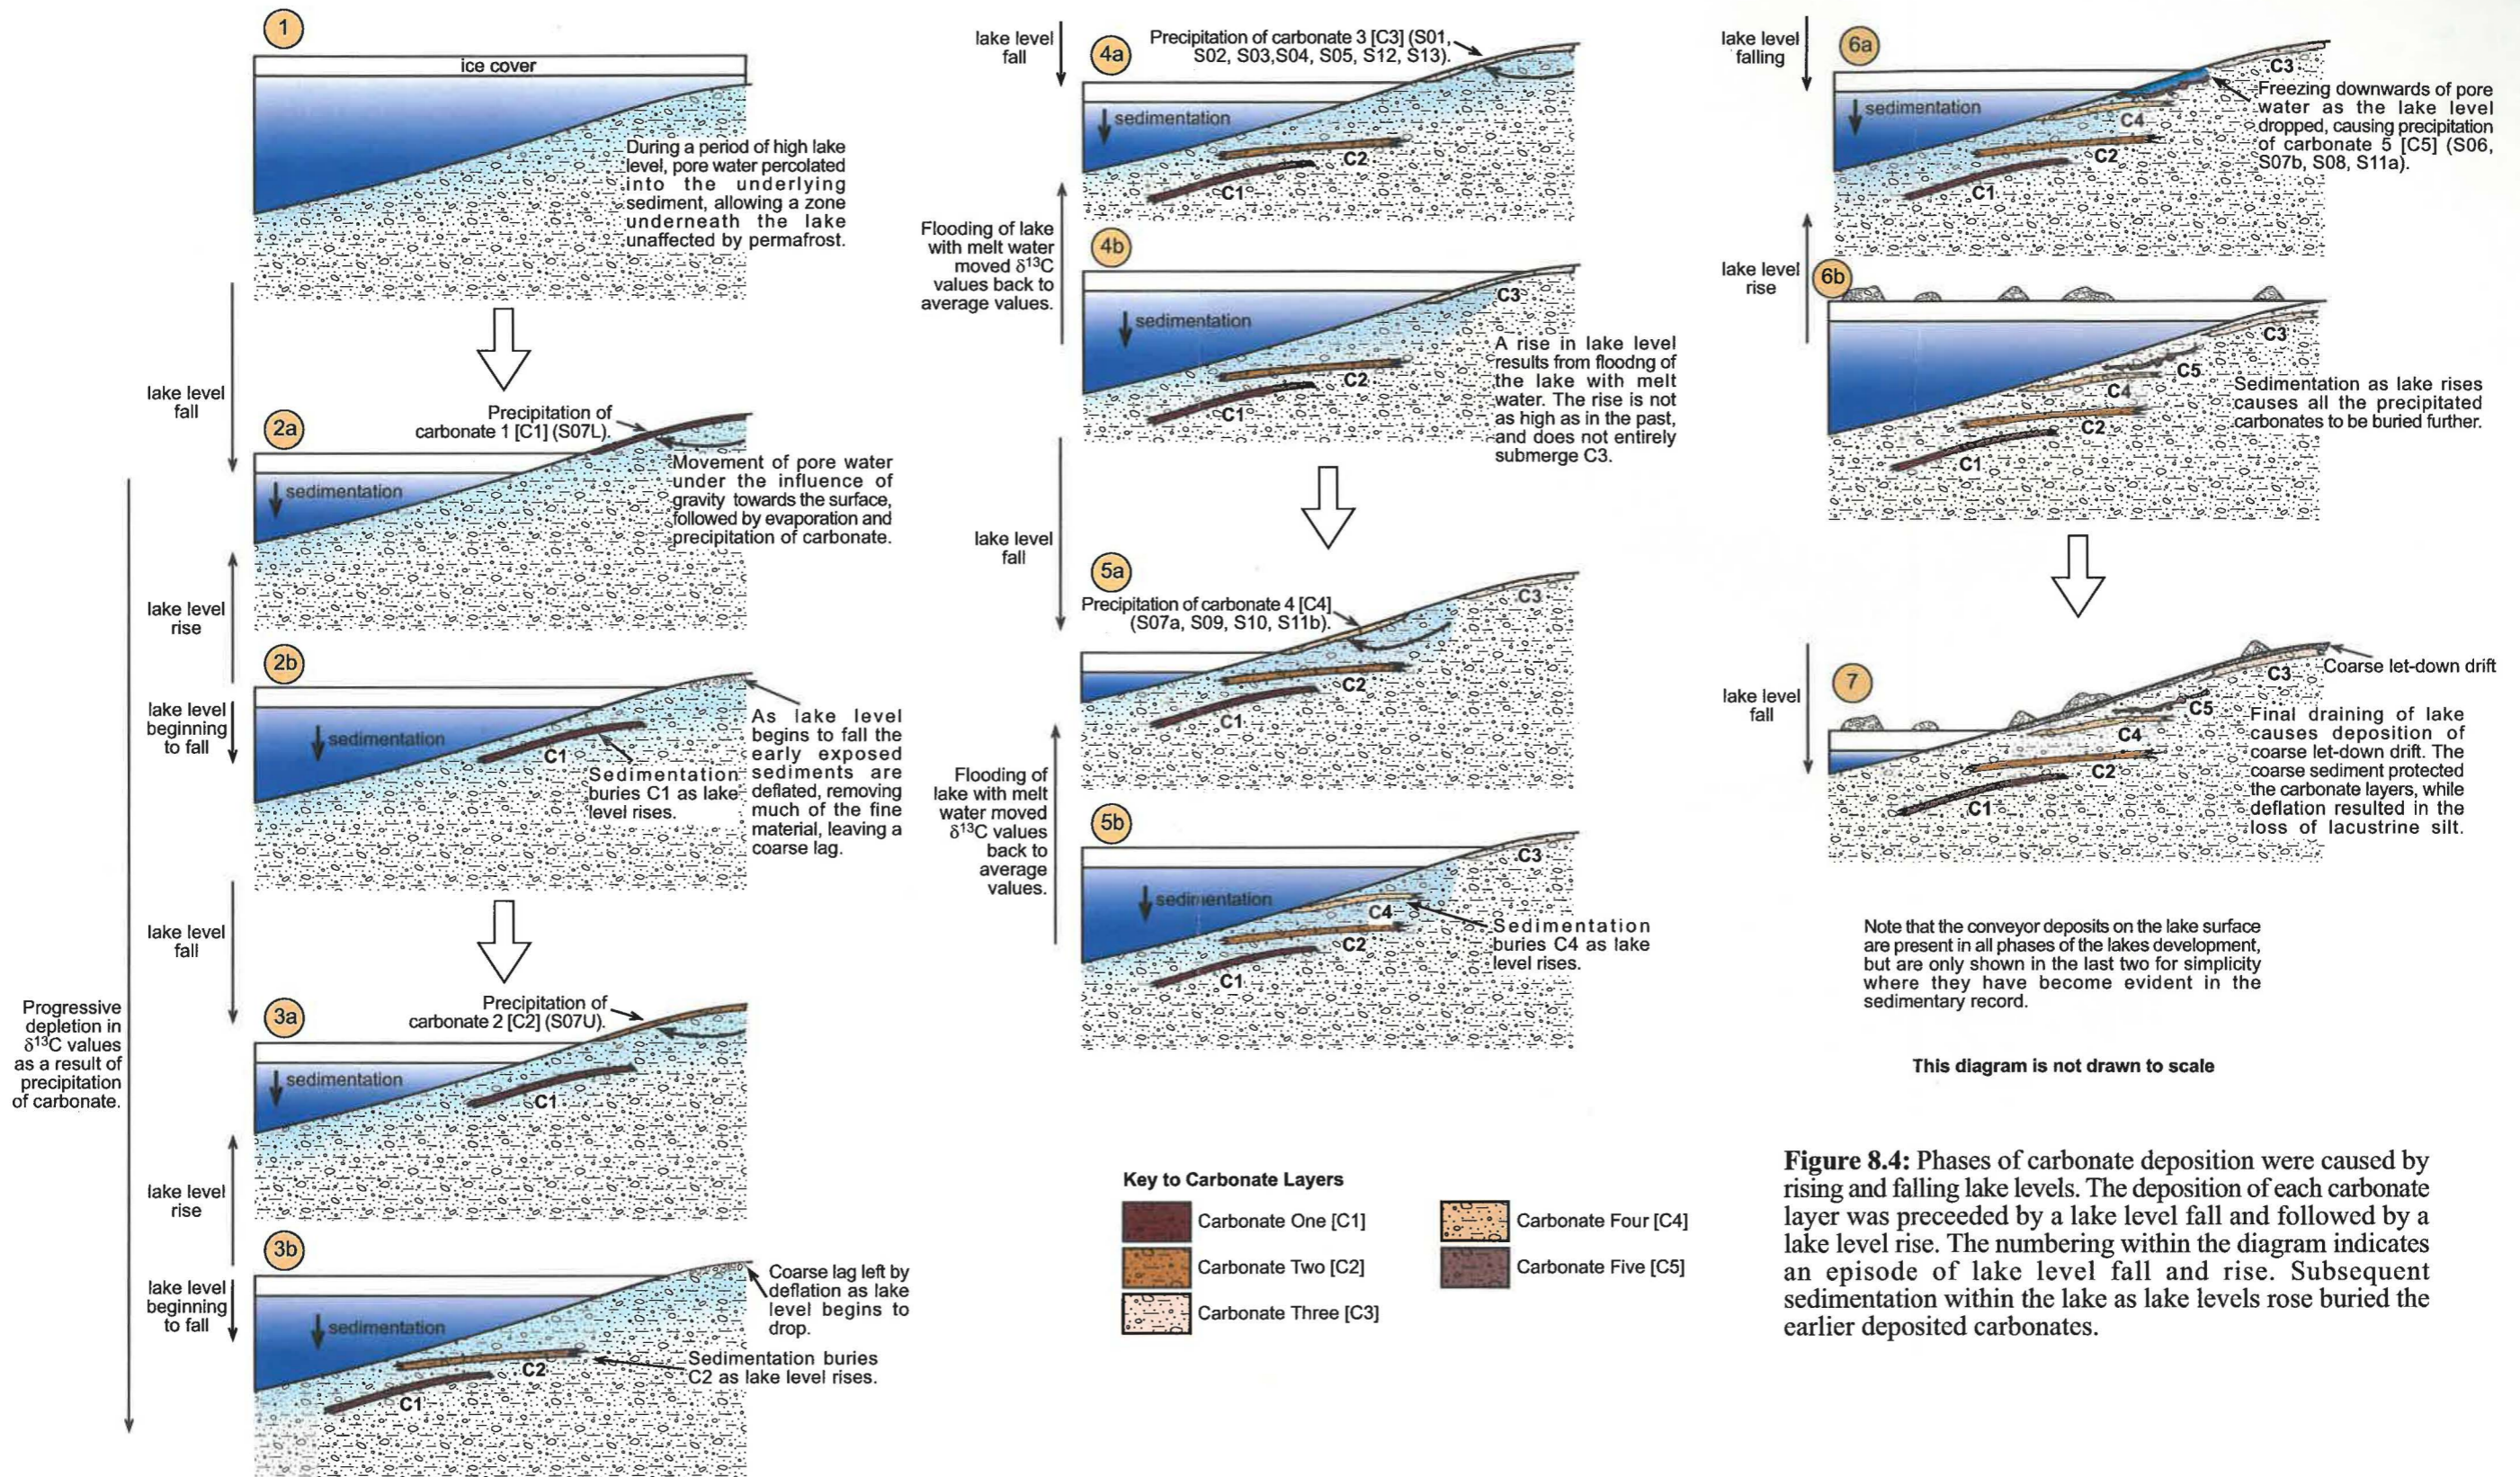 1
ice cover
During a period of high lake
level, pore water percolated
into the underlying
sediment, allowing a zone
underneath the lake
unaffected by permafrost.
lake level
fall
2a
Precipitation of
carbonate 1 [C1] (S07L).
sedimentation
Movement of pore water
under the influence of
gravity towards the surface,
followed by evaporation and
precipitation of carbonate.
lake level
rise
2b
lake level
beginning
to fall
sedimentation
C1
Sedimentation
buries C1 as lake
level rises.
As lake level
begins to fall the
early exposed
sediments are
deflated, removing
much of the fine
material, leaving a
coarse lag.
lake level
fall
Progressive
depletion in
δ¹³C values
as a result of
precipitation
of carbonate.
3a
Precipitation of
carbonate 2 [C2] (S07U).
sedimentation
C1
lake level
rise
3b
lake level
beginning
to fall
sedimentation
C2
C1
Coarse lag left by
deflation as lake
level begins to
drop.
Sedimentation buries
C2 as lake level rises.
lake level
fall
4a
Precipitation of carbonate 3 [C3] (S01,
S02, S03,S04, S05, S12, S13).
sedimentation
C2
C1
Flooding of lake
with melt water
moved δ¹³C
values back to
average values.
4b
sedimentation
C3
C2
C1
A rise in lake level
results from floodng of
the lake with melt
water. The rise is not
as high as in the past,
and does not entirely
submerge C3.
lake level
fall
5a
Precipitation of carbonate 4 [C4]
(S07a, S09, S10, S11b).
C3
C2
C1
Flooding of
lake with melt
water moved
δ¹³C values
back to
average
values.
5b
sedimentation
C3
C4
C2
C1
Sedimentation
buries C4 as lake
level rises.
Key to Carbonate Layers
Carbonate One [C1]
Carbonate Two [C2]
Carbonate Three [C3]
Carbonate Four [C4]
Carbonate Five [C5]
lake level
falling
6a
sedimentation
C3
C4
C2
C1
Freezing downwards of pore
water as the lake level
dropped, causing precipitation
of carbonate 5 [C5] (S06,
S07b, S08, S11a).
lake level
rise
6b
C3
C5
C4
C2
C1
Sedimentation as lake rises
causes all the precipitated
carbonates to be buried further.
lake level
fall
7
C3
C5
C4
C2
C1
Coarse let-down drift
Final draining of lake
causes deposition of
coarse let-down drift. The
coarse sediment protected
the carbonate layers, while
deflation resulted in the
loss of lacustrine silt.
Note that the conveyor deposits on the lake surface
are present in all phases of the lakes development,
but are only shown in the last two for simplicity
where they have become evident in the
sedimentary record.
This diagram is not drawn to scale
Figure 8.4: Phases of carbonate deposition were caused by
rising and falling lake levels. The deposition of each carbonate
layer was preceeded by a lake level fall and followed by a
lake level rise. The numbering within the diagram indicates
an episode of lake level fall and rise. Subsequent
sedimentation within the lake as lake levels rose buried the
earlier deposited carbonates.